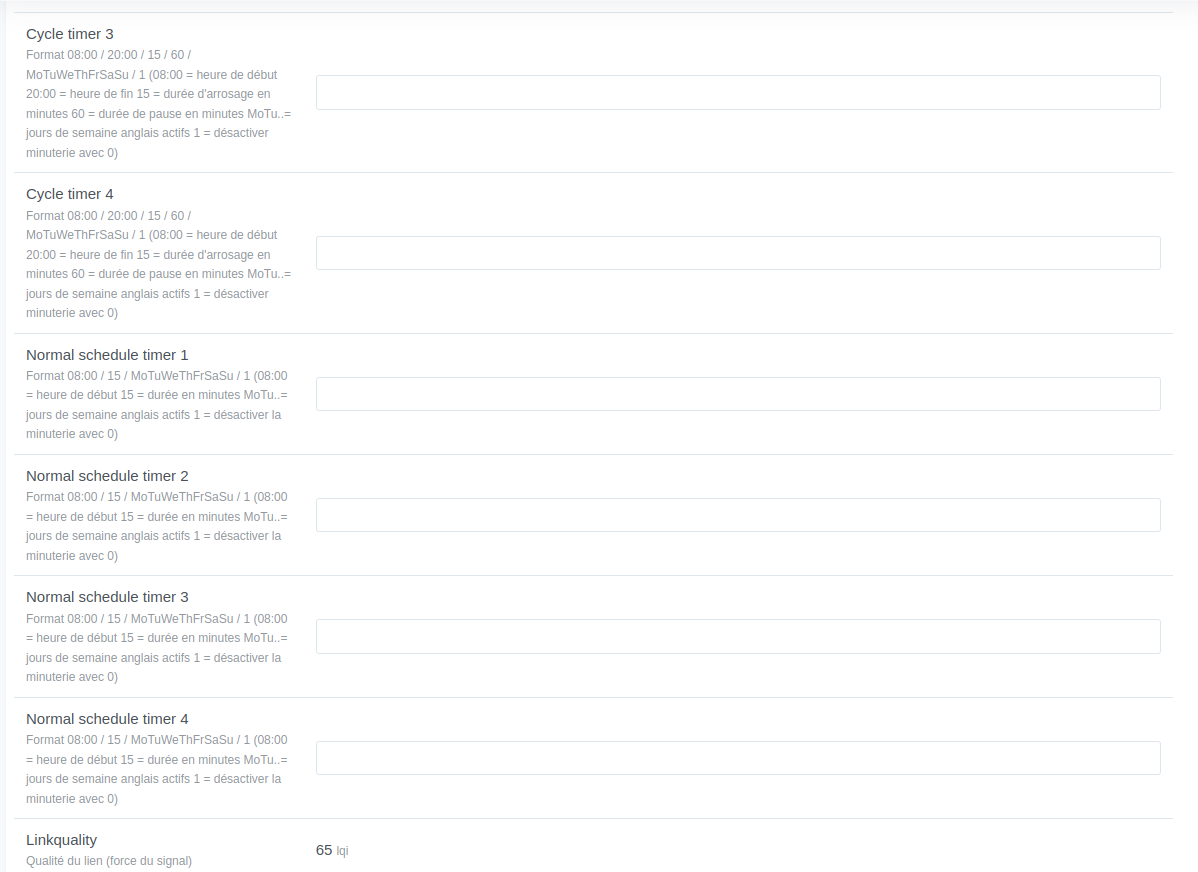 Cycle timer 3
Format 08:00 / 20:00 / 15 / 60 /
MoTuWeThFrSaSu / 1 (08:00 = heure de début
20:00 = heure de fin 15 = durée d'arrosage en
minutes 60 = durée de pause en minutes MoTu..=
jours de semaine anglais actifs 1 = désactiver
minuterie avec 0)
Cycle timer 4
Format 08:00 / 20:00 / 15 / 60 /
MoTuWeThFrSaSu / 1 (08:00 = heure de début
20:00 = heure de fin 15 = durée d'arrosage en
minutes 60 = durée de pause en minutes MoTu..=
jours de semaine anglais actifs 1 = désactiver
minuterie avec 0)
Normal schedule timer 1
Format 08:00 / 15 / MoTuWeThFrSaSu / 1 (08:00
= heure de début 15 = durée en minutes MoTu..=
jours de semaine anglais actifs 1 = désactiver la
minuterie avec 0)
Normal schedule timer 2
Format 08:00 / 15 / MoTuWeThFrSaSu / 1 (08:00
= heure de début 15 = durée en minutes MoTu..=
jours de semaine anglais actifs 1 = désactiver la
minuterie avec 0)
Normal schedule timer 3
Format 08:00 / 15 / MoTuWeThFrSaSu / 1 (08:00
= heure de début 15 = durée en minutes MoTu..=
jours de semaine anglais actifs 1 = désactiver la
minuterie avec 0)
Normal schedule timer 4
Format 08:00 / 15 / MoTuWeThFrSaSu / 1 (08:00
= heure de début 15 = durée en minutes MoTu..=
jours de semaine anglais actifs 1 = désactiver la
minuterie avec 0)
Linkquality
Qualité du lien (force du signal)
65 lqi